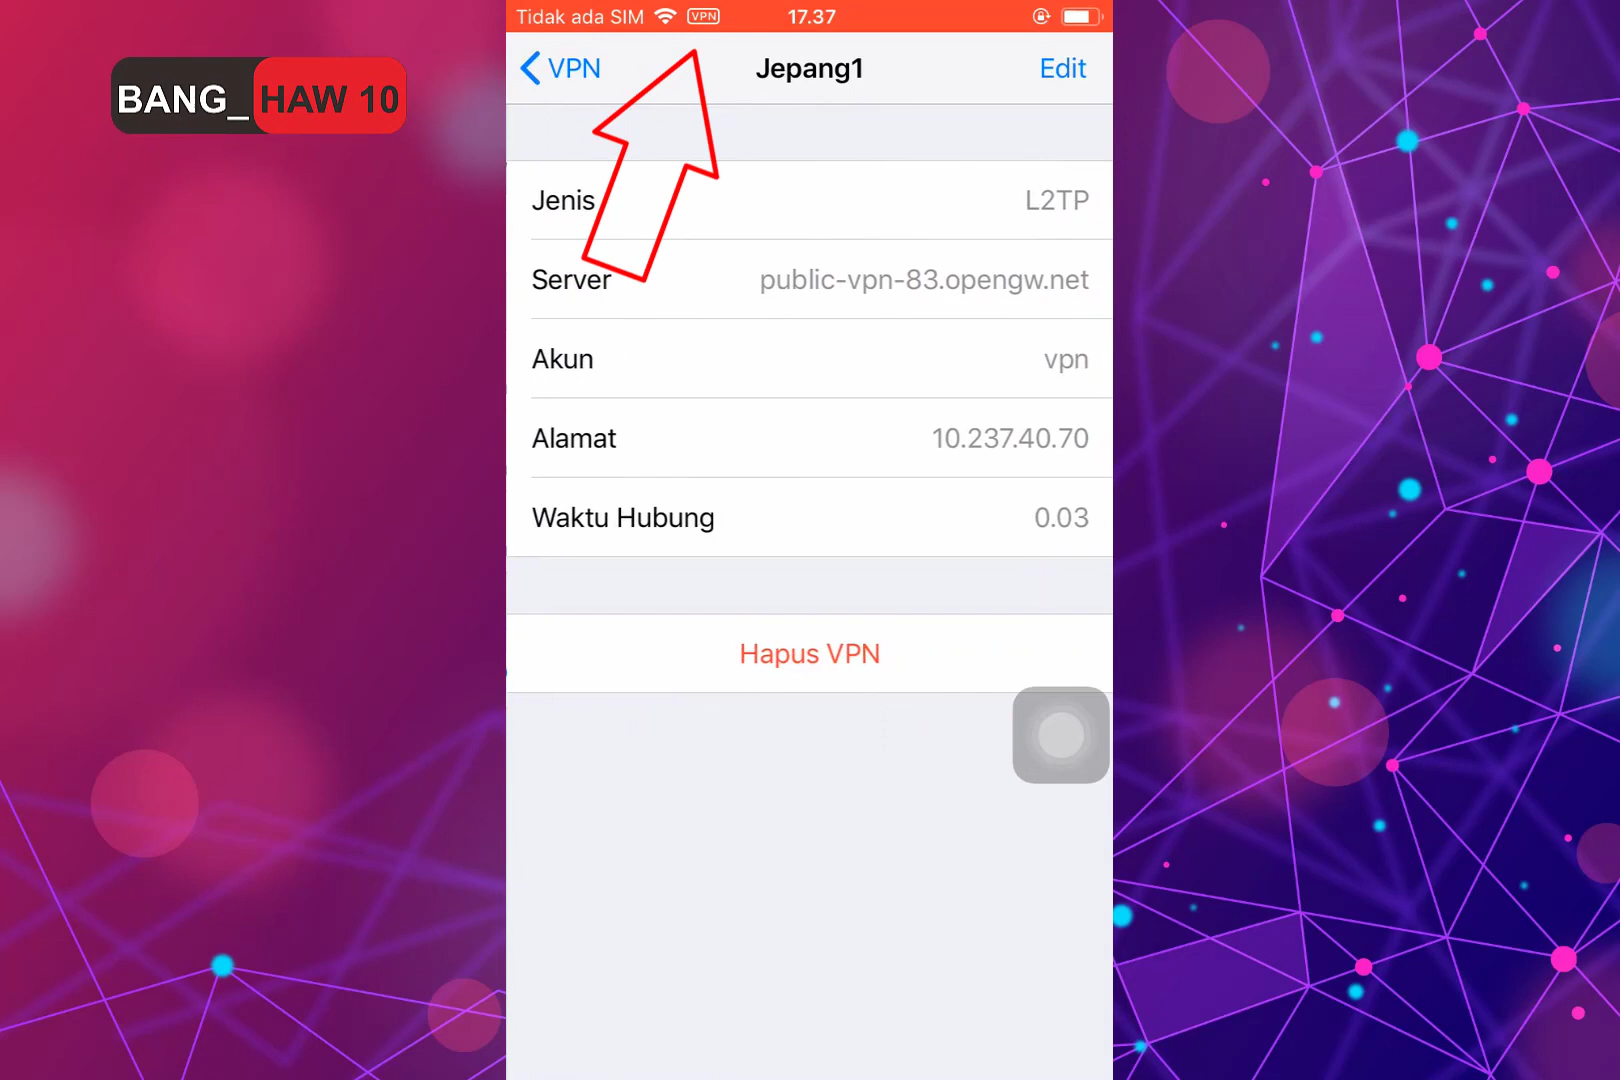 BANG_HAW 10
Tidak ada SIM VPN 17.37
VPN Jepang1 Edit
Jenis L2TP
Server public-vpn-83.opengw.net
Akun vpn
Alamat 10.237.40.70
Waktu Hubung 0.03
Hapus VPN